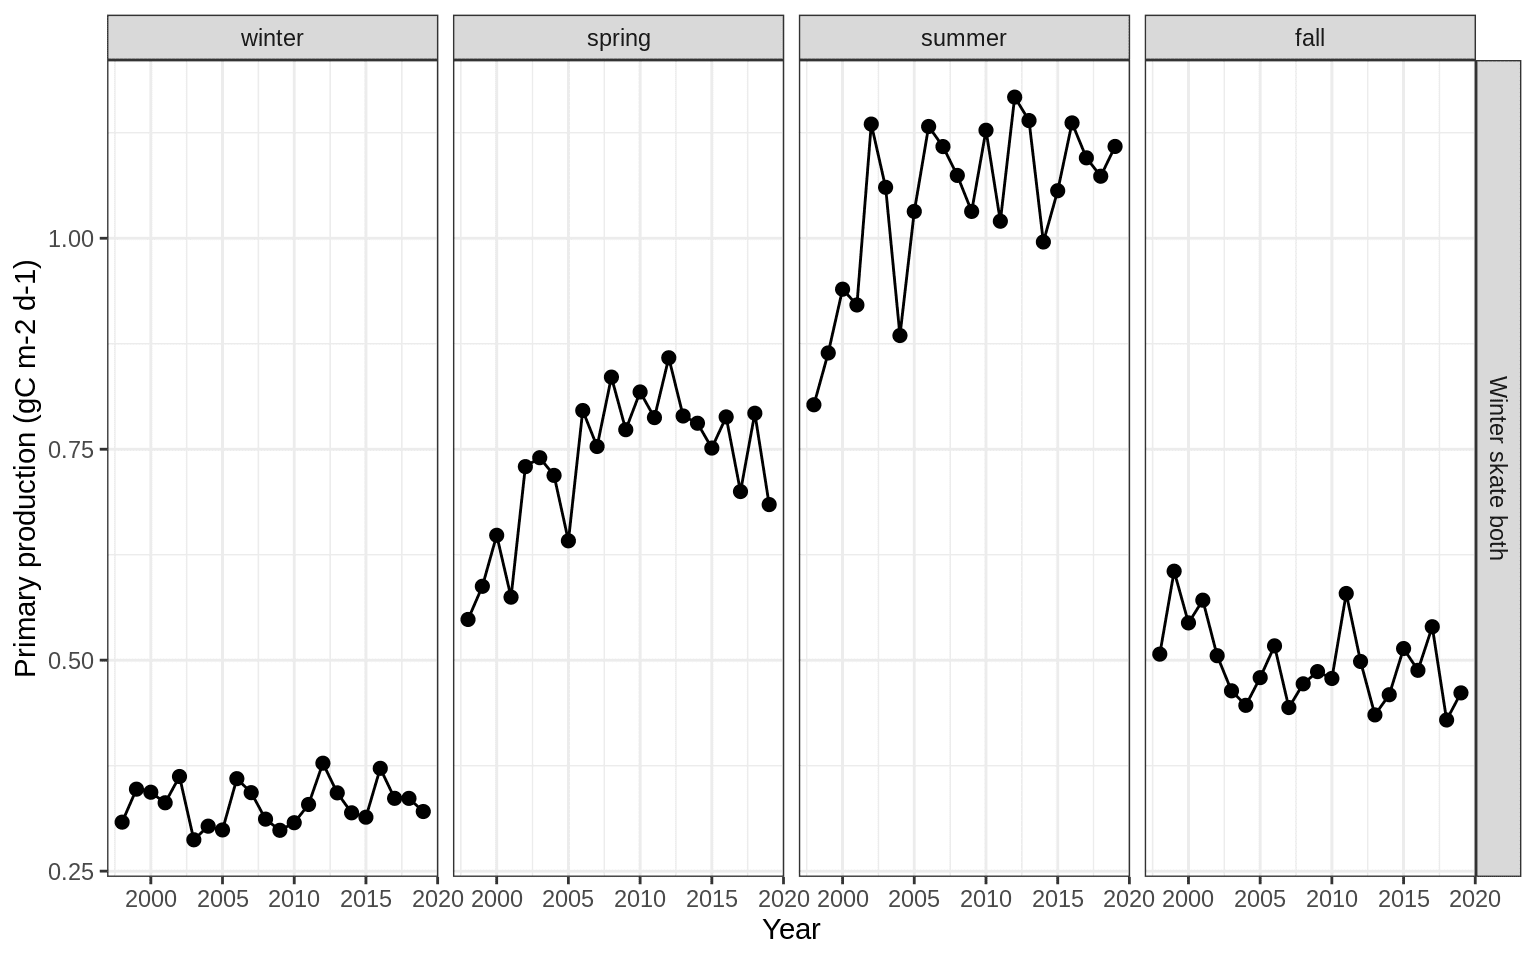 winter spring summer fall
Primary production (gC m-2 d-1)
1.00
0.75
0.50
0.25
Winter skate both
2000 2005 2010 2015 2020 2000 2005 2010 2015 2020 2000 2005 2010 2015 2020 2000 2005 2010 2015 2020
Year